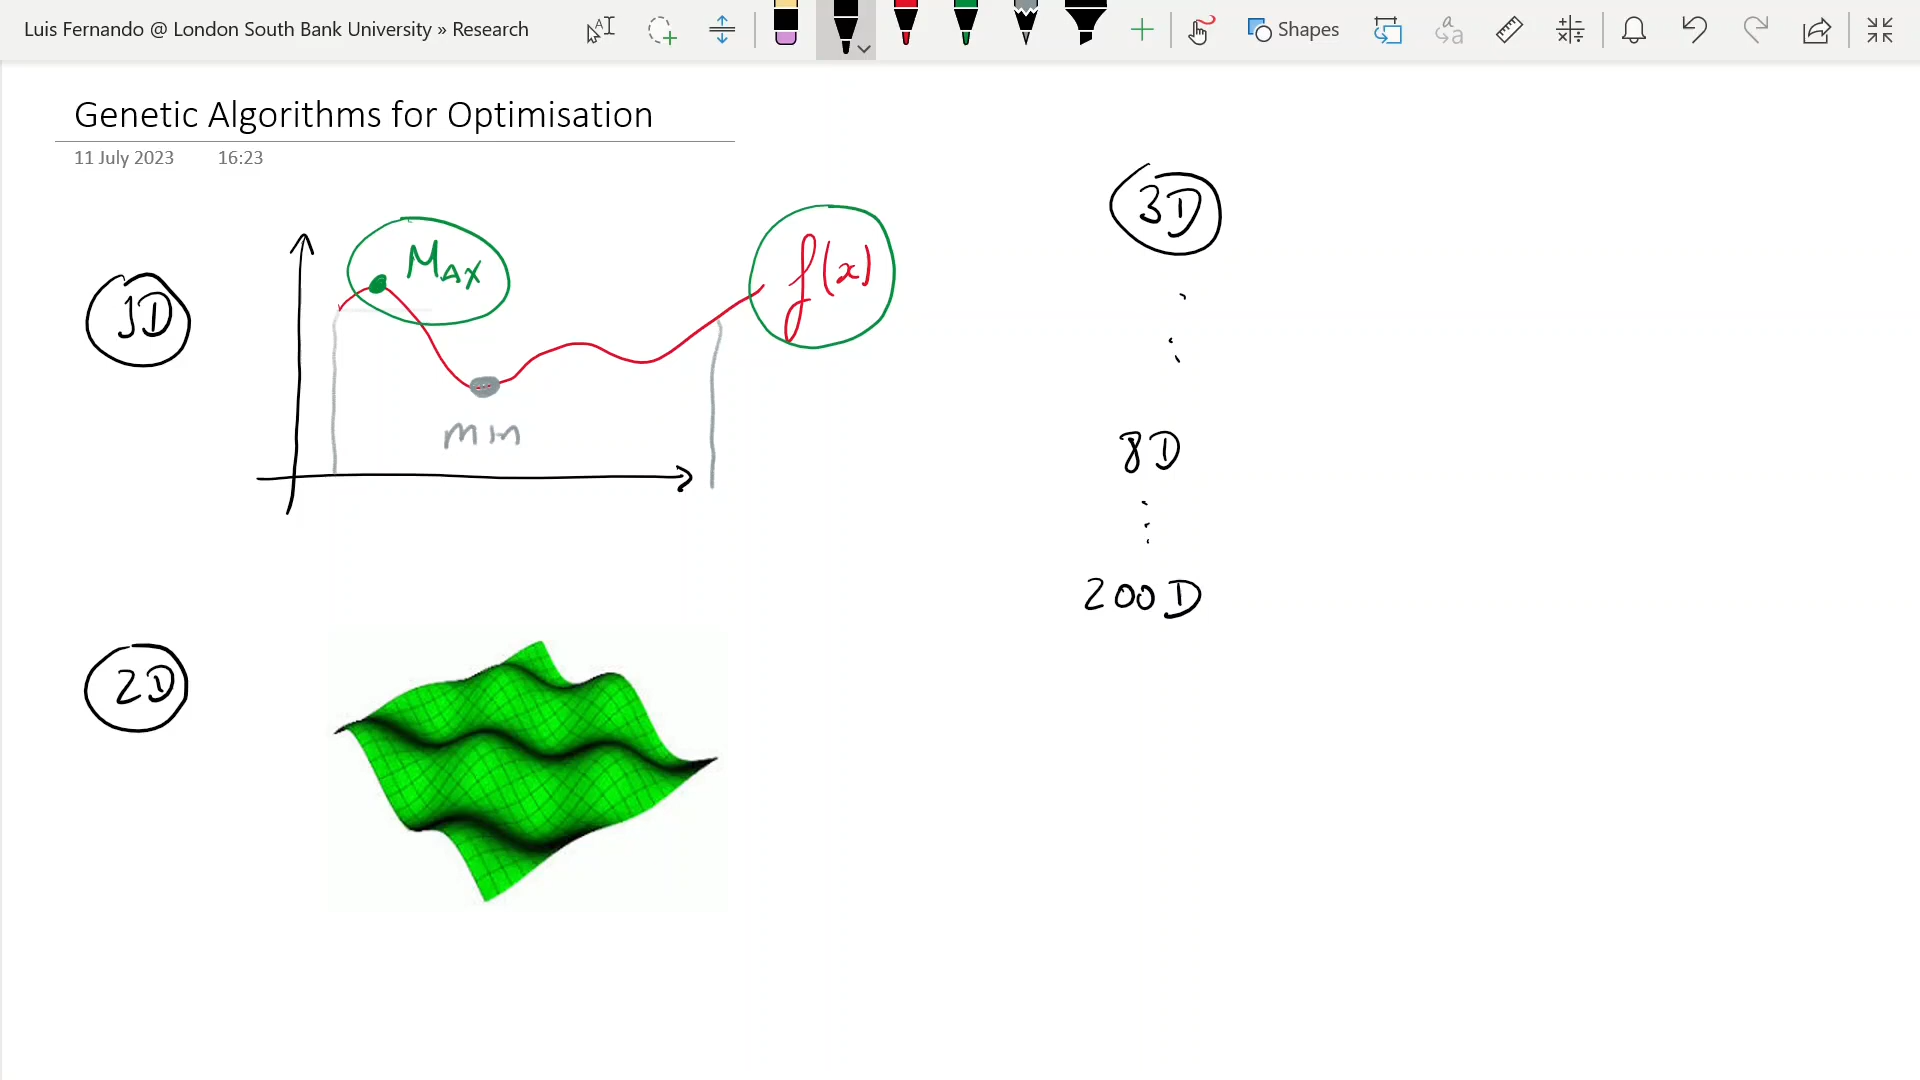 Luis Fernando @ London South Bank University » Research
Shapes
Genetic Algorithms for Optimisation
11 July 2023 16:23
1D
MAX
f(x)
min
2D
3D
8D
200D